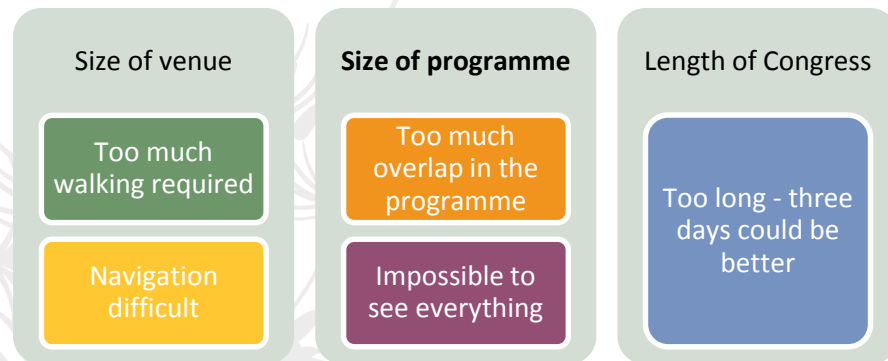 Size of venue
Too much
walking required
Navigation
difficult
Size of programme
Too much
overlap in the
programme
Impossible to
see everything
Length of Congress
Too long - three
days could be
better